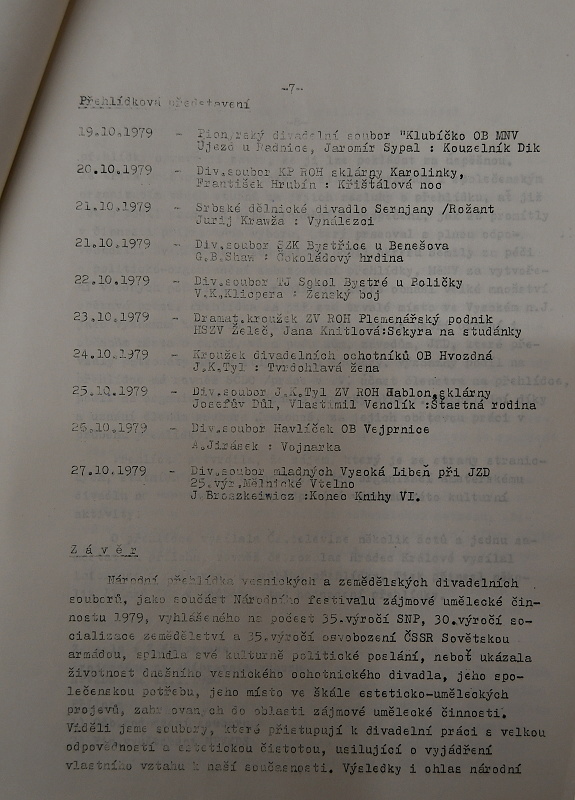 -7-
Přehlídková představení
19.10.1979 - Pionýrský divadelní soubor "Klubíčko OB MNV
Újezd u Radnice, Jaromír Sypal : Kouzelník Dik
20.10.1979 - Div.soubor KP ROH sklárny Karolinky,
František Hrubín : Křišťálová noc
21.10.1979 - Srbské dělnické divadlo Sernjany /Rožant
Jurij Krawža : Vynálezci
21.10.1979 - Div.soubor SZK Bystřice u Benešova
G.B.Shaw : Čokoládový hrdina
22.10.1979 - Div.soubor TJ Sokol Bystré u Poličky
V.K.Klicpera : Ženský boj
23.10.1979 - Dramat.kroužek ZV ROH Plemenářský podnik
HSZV Želeč, Jana Knitlová:Sekyra na studánky
24.10.1979 - Kroužek divadelních ochotníků OB Hvozdná
J.K.Tyl : Tvrdohlavá žena
25.10.1979 - Div.soubor J.K.Tyl ZV ROH Jablon.sklárny
Josefův Důl, Vlastimil Venclík :Šťastná rodina
26.10.1979 - Div.soubor Havlíček OB Vejprnice
A.Jirásek : Vojnarka
27.10.1979 - Div.soubor mladných Vysoká Libeň při JZD
25.výr.Mělnické Vtelno
J Broszkeiwicz :Konec Knihy VI.
Z á v ě r
Národní přehlídka vesnických a zemědělských divadelních
souborů, jako součást Národního festivalu zájmové umělecké čin-
nostu 1979, vyhlášeného na počest 35.výročí SNP, 30.výročí so-
cializace zemědělství a 35.výročí osvobození ČSSR Sovětskou
armádou, splnila své kulturně politické poslání, neboť ukázala
životnost dnešního vesnického ochotnického divadla, jeho spo-
lečenskou potřebu, jeho místo ve škále esteticko-uměleckých
projevů, zahrnovaných do oblasti zájmové umělecké činnosti.
Viděli jsme soubory, které přistupují k divadelní práci s velkou
odpovědností a estetickou čistotou, usilující o vyjádření
vlastního vztahu k naší současnosti. Výsledky i ohlas národní